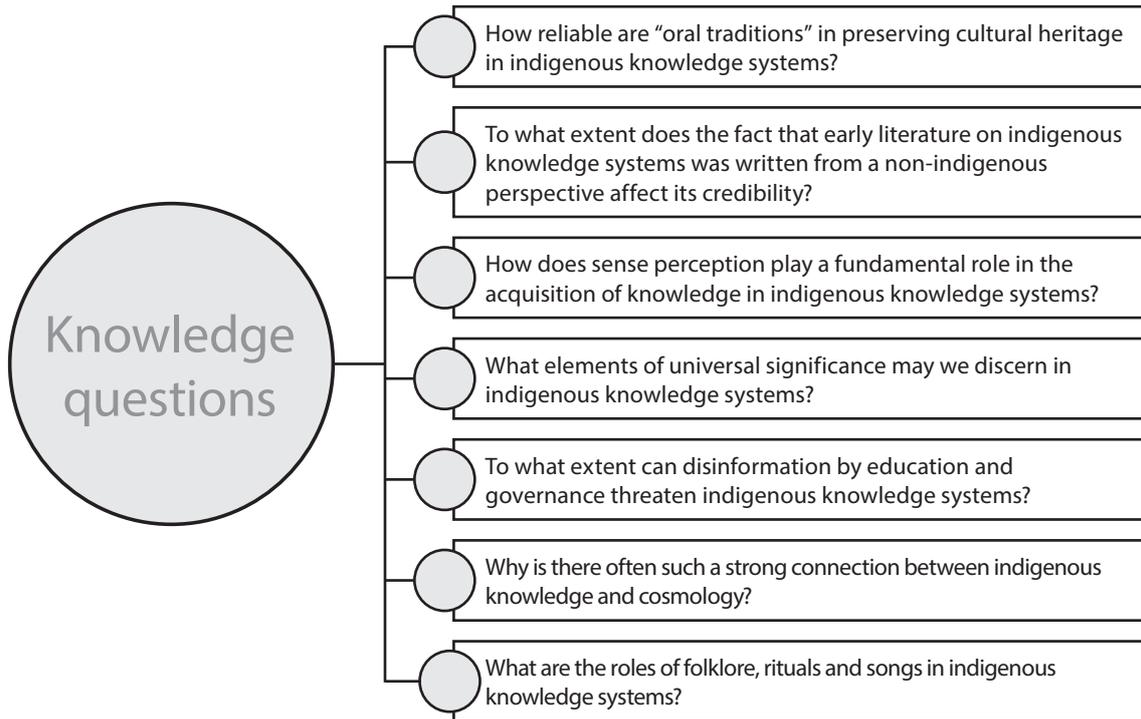 Knowledge
questions
How reliable are “oral traditions” in preserving cultural heritage
in indigenous knowledge systems?
To what extent does the fact that early literature on indigenous
knowledge systems was written from a non-indigenous
perspective affect its credibility?
How does sense perception play a fundamental role in the
acquisition of knowledge in indigenous knowledge systems?
What elements of universal significance may we discern in
indigenous knowledge systems?
To what extent can disinformation by education and
governance threaten indigenous knowledge systems?
Why is there often such a strong connection between indigenous
knowledge and cosmology?
What are the roles of folklore, rituals and songs in indigenous
knowledge systems?